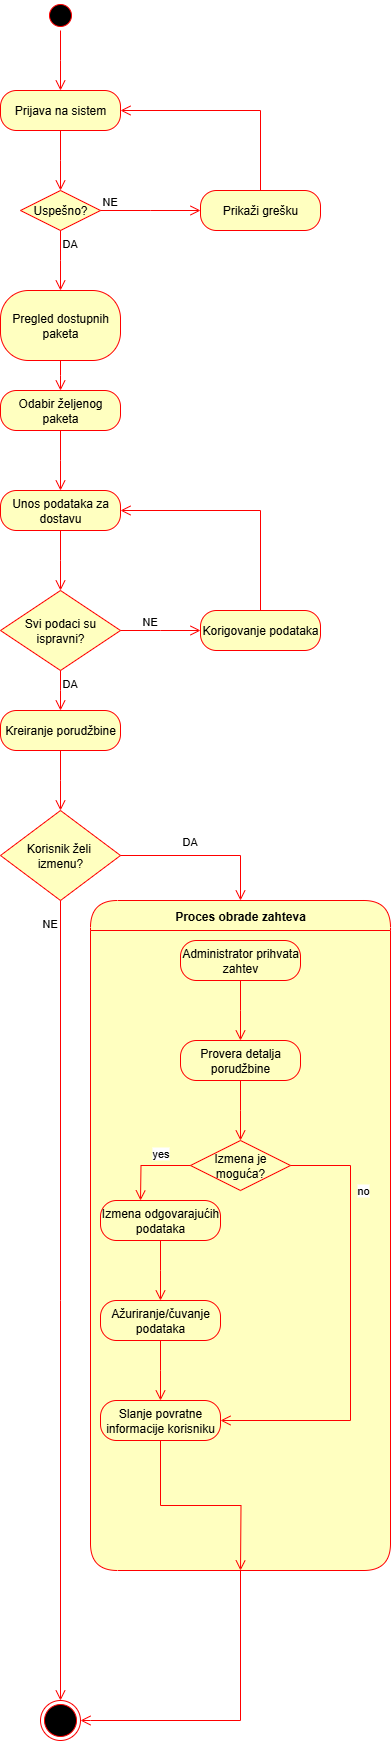 Prijava na sistem
Uspešno?
NE
Prikaži grešku
DA
Pregled dostupnih
paketa
Odabir željenog
paketa
Unos podataka za
dostavu
Svi podaci su
ispravni?
NE
Korigovanje podataka
DA
Kreiranje porudžbine
Korisnik želi
izmenu?
DA
NE
Proces obrade zahteva
Administrator prihvata
zahtev
Provera detalja
porudžbine
Izmena je
moguća?
yes
no
Izmena odgovarajućih
podataka
Ažuriranje/čuvanje
podataka
Slanje povratne
informacije korisniku